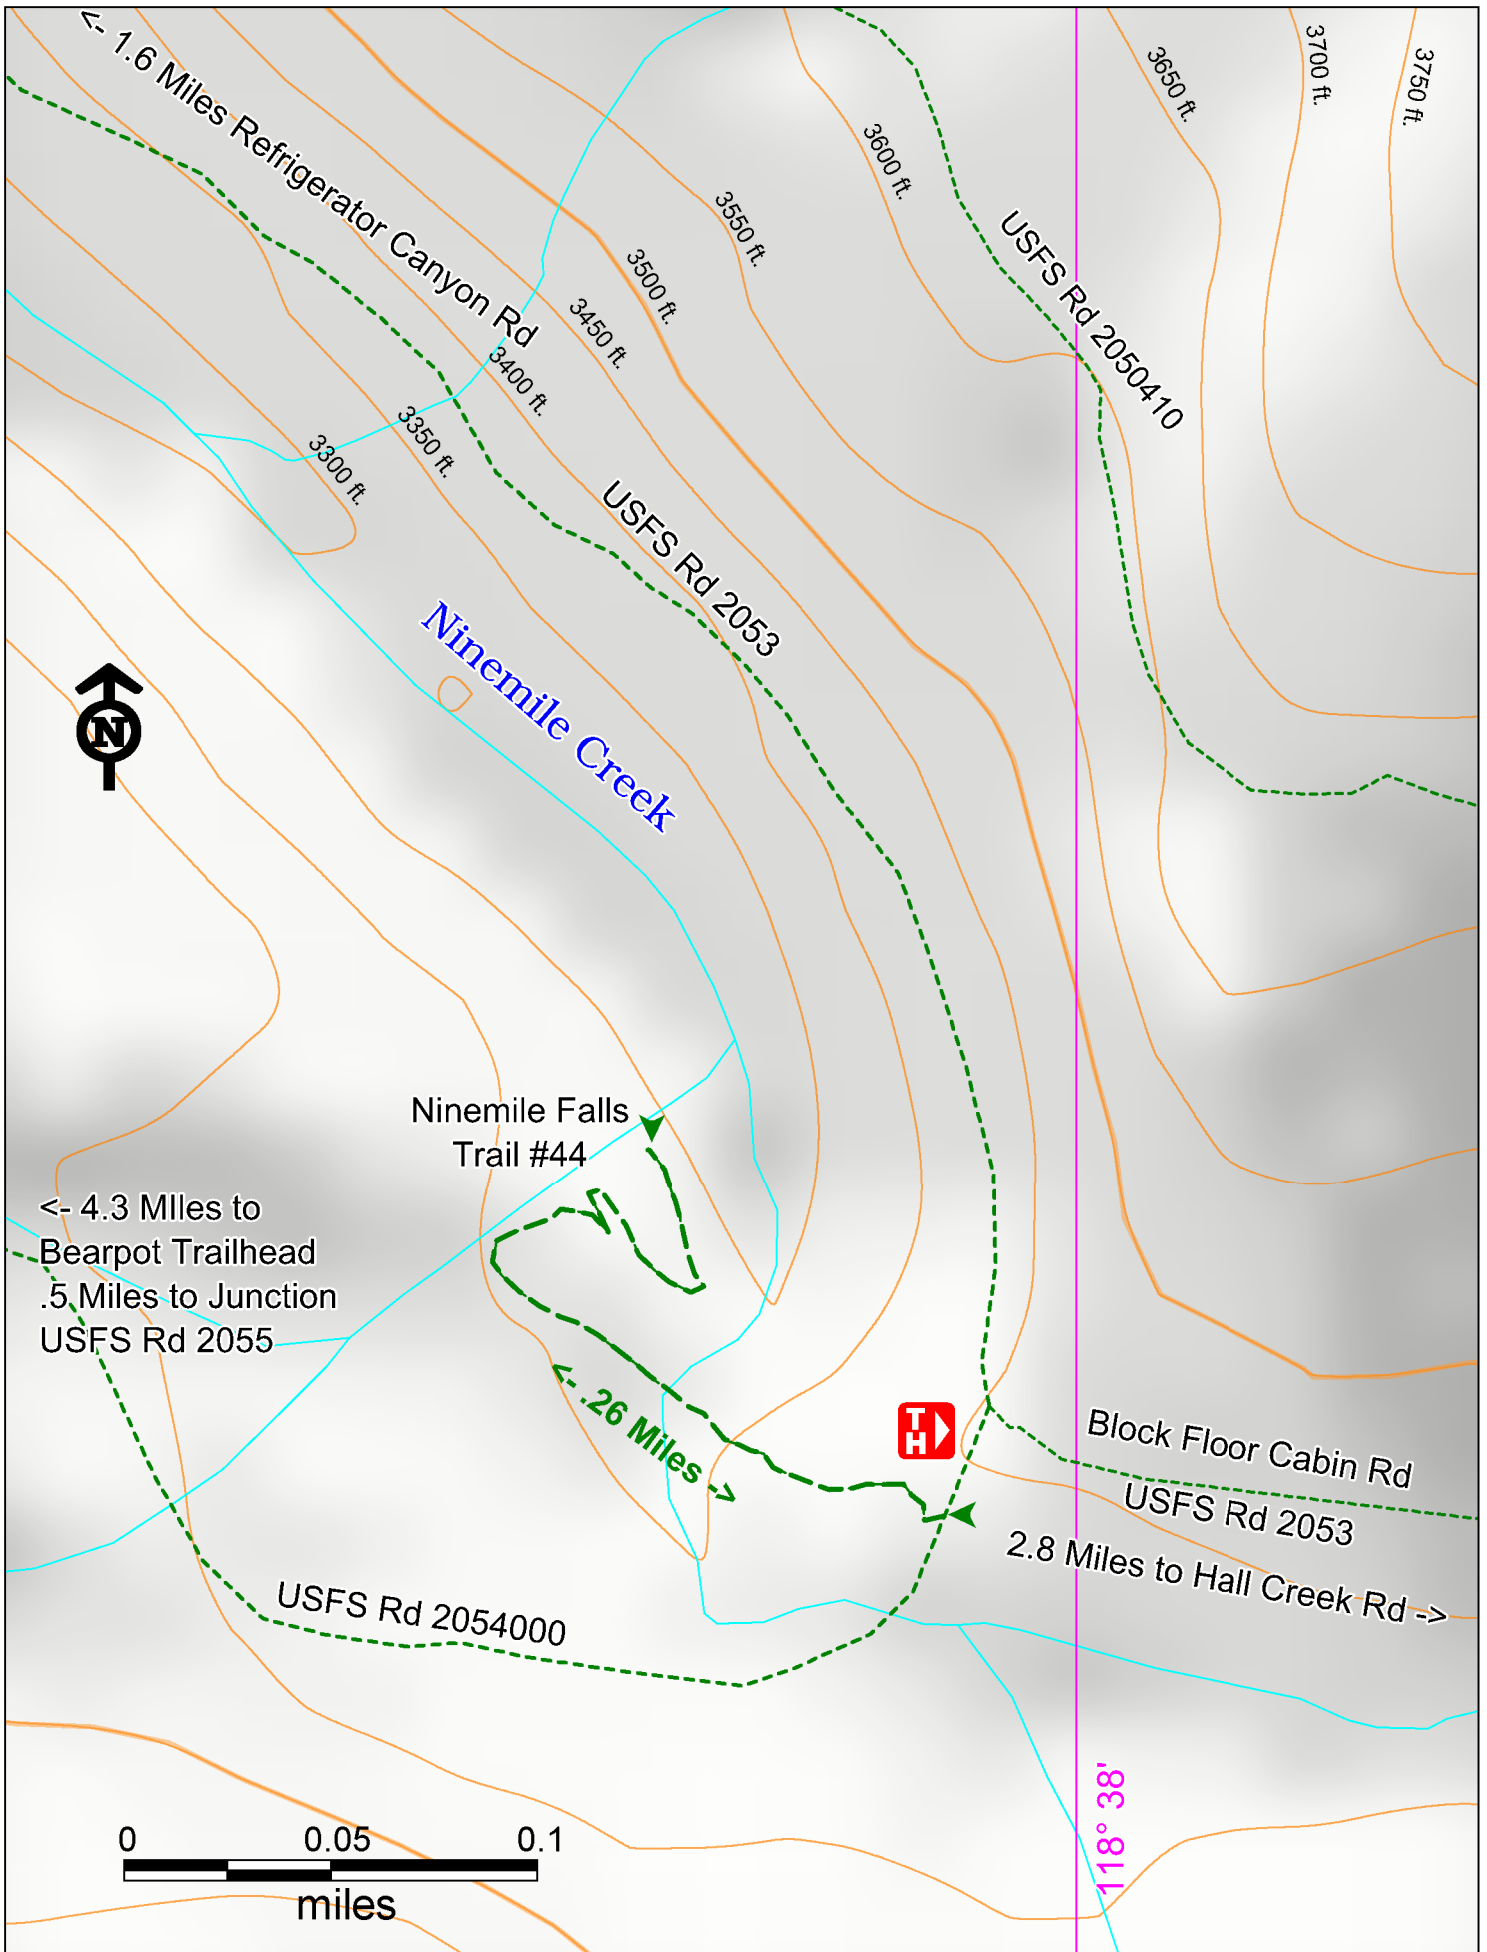 <- 1.6 Miles Refrigerator Canyon Rd
3650 ft.
3700 ft.
3750 ft.
3600 ft.
3550 ft.
3500 ft.
3450 ft.
3400 ft.
3350 ft.
3300 ft.
USFS Rd 2050410
USFS Rd 2053
Ninemile Creek
N
Ninemile Falls
Trail #44
<- 4.3 MIles to
Bearpot Trailhead
.5 Miles to Junction
USFS Rd 2055
<- .26 Miles ->
TH
Block Floor Cabin Rd
USFS Rd 2053
2.8 Miles to Hall Creek Rd ->
USFS Rd 2054000
118° 38'
0 0.05 0.1
miles